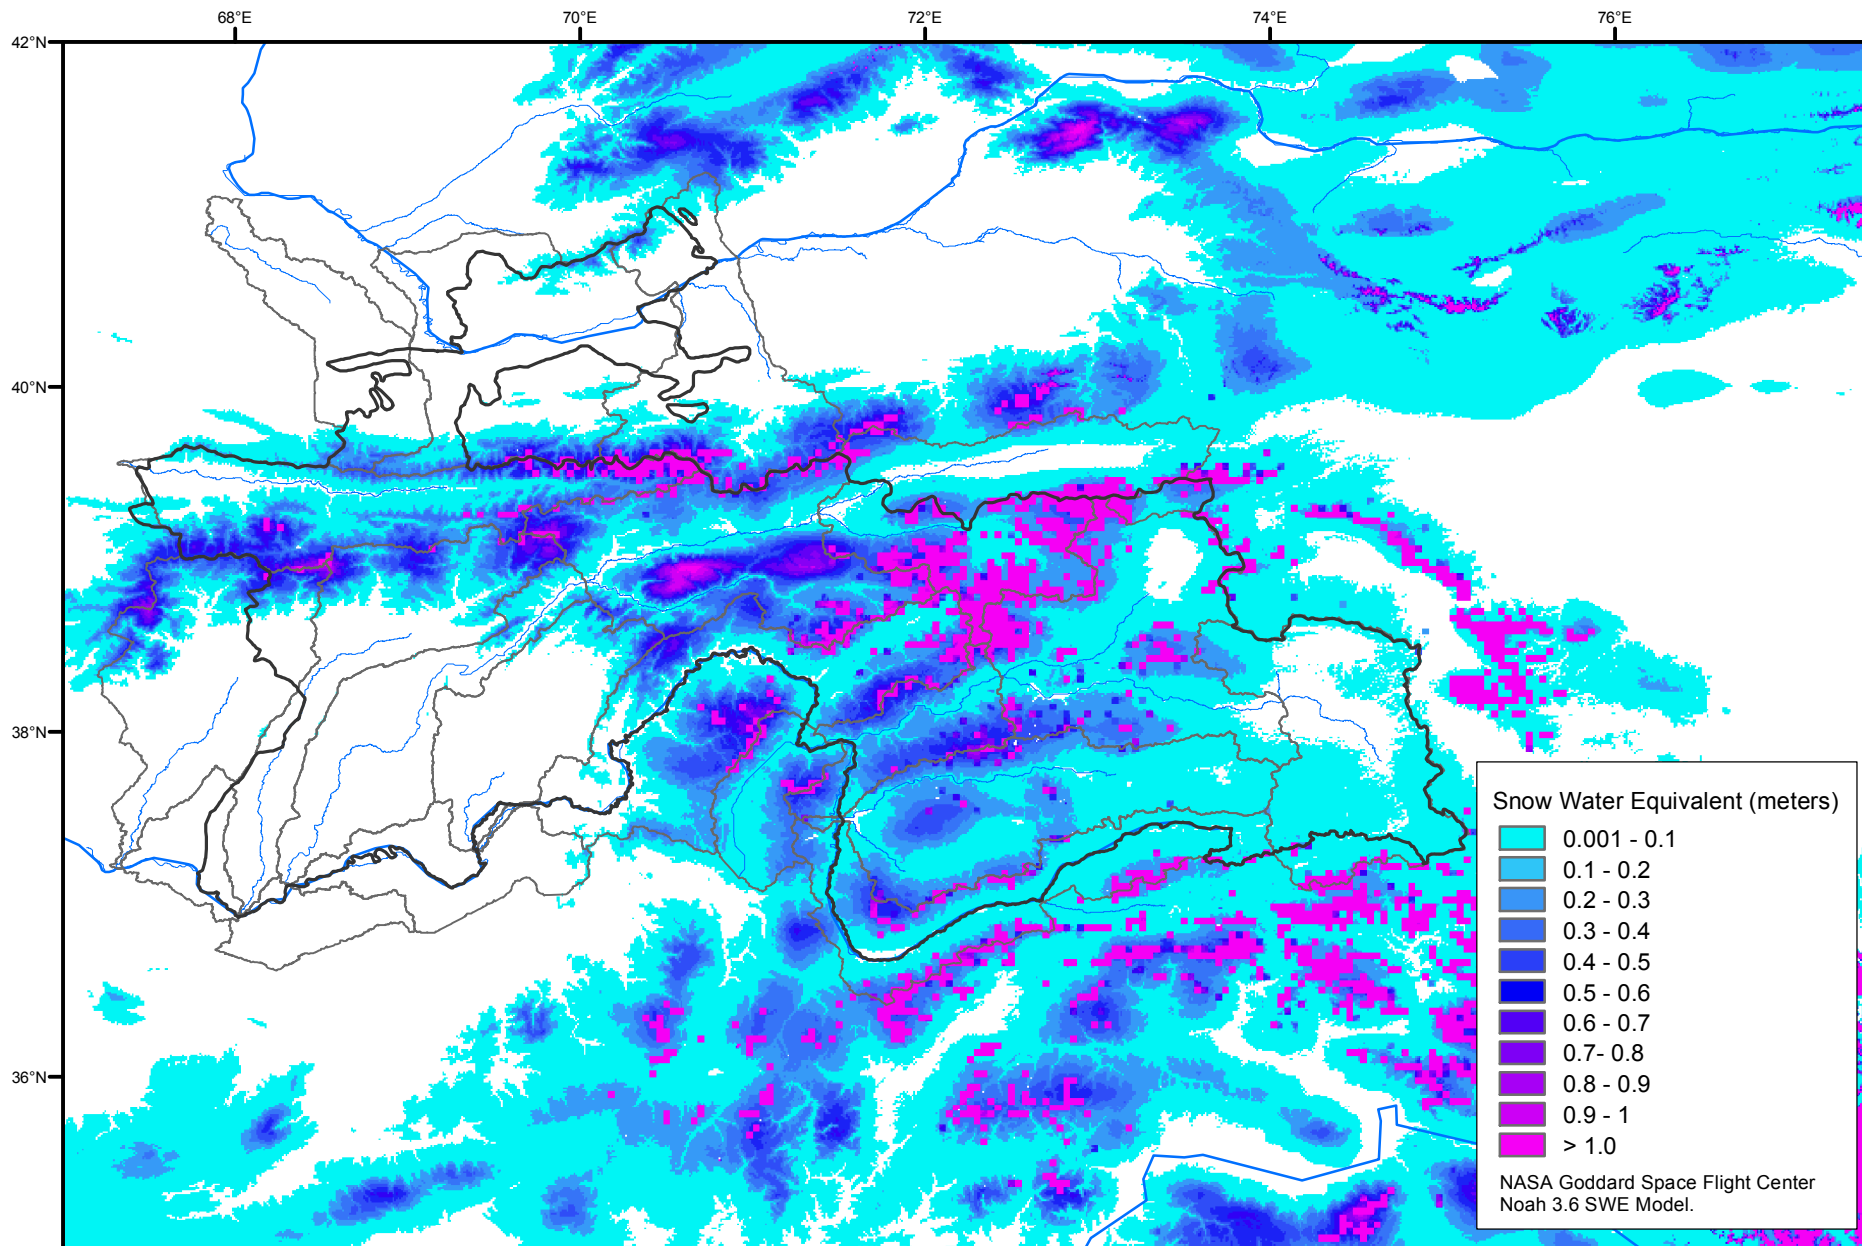 68°E 70°E 72°E 74°E 76°E
42°N
40°N
38°N
36°N
Snow Water Equivalent (meters)
0.001 - 0.1
0.1 - 0.2
0.2 - 0.3
0.3 - 0.4
0.4 - 0.5
0.5 - 0.6
0.6 - 0.7
0.7- 0.8
0.8 - 0.9
0.9 - 1
> 1.0
NASA Goddard Space Flight Center
Noah 3.6 SWE Model.